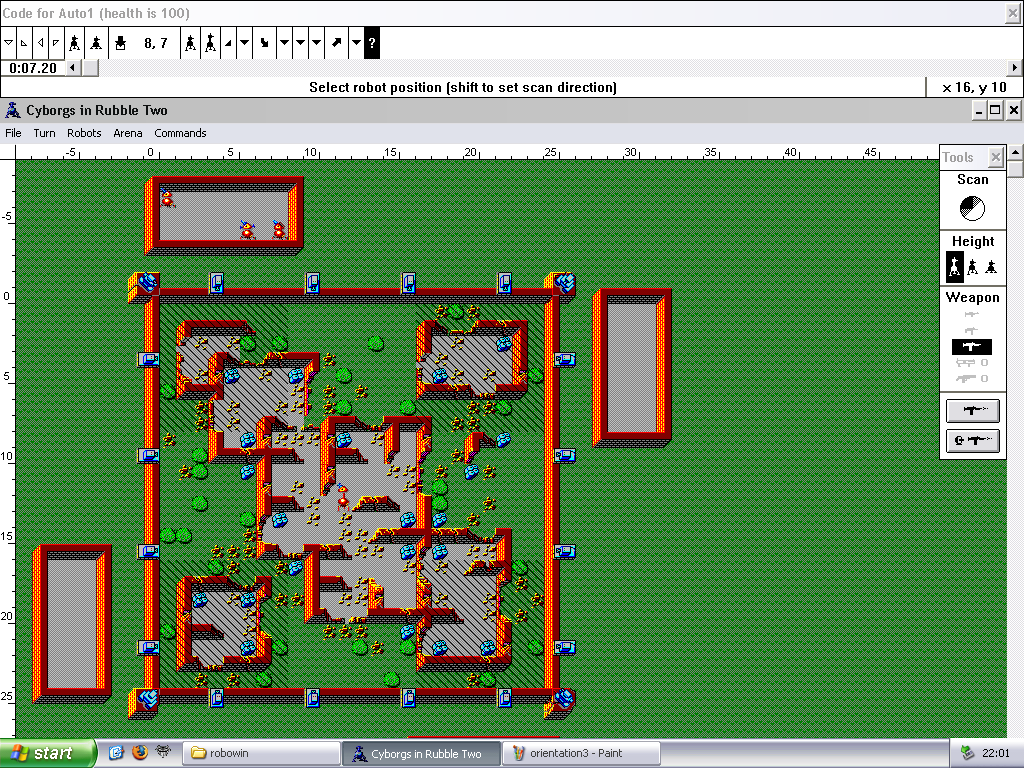 Code for Auto1 (health is 100)
8, 7
?
0:07.20
Select robot position (shift to set scan direction)
x 16, y 10
Cyborgs in Rubble Two
File Turn Robots Arena Commands
-5 0 5 10 15 20 25 30 35 40 45
Tools
Scan
Height
Weapon
0
0
-5
0
5
10
15
20
25
start
robowin
Cyborgs in Rubble Two
orientation3 - Paint
22:01